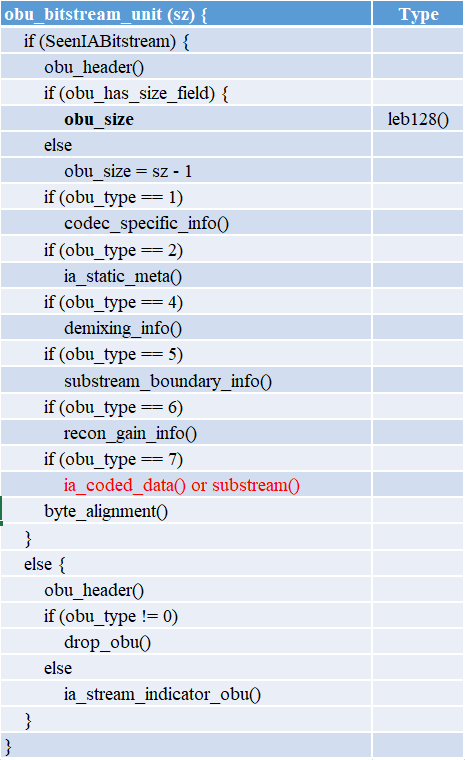 obu_bitstream_unit (sz) { Type
if (SeenIABitstream) {
obu_header()
if (obu_has_size_field) {
obu_size leb128()
else
obu_size = sz - 1
if (obu_type == 1)
codec_specific_info()
if (obu_type == 2)
ia_static_meta()
if (obu_type == 4)
demixing_info()
if (obu_type == 5)
substream_boundary_info()
if (obu_type == 6)
recon_gain_info()
if (obu_type == 7)
ia_coded_data() or substream()
byte_alignment()
}
else {
obu_header()
if (obu_type != 0)
drop_obu()
else
ia_stream_indicator_obu()
}
}